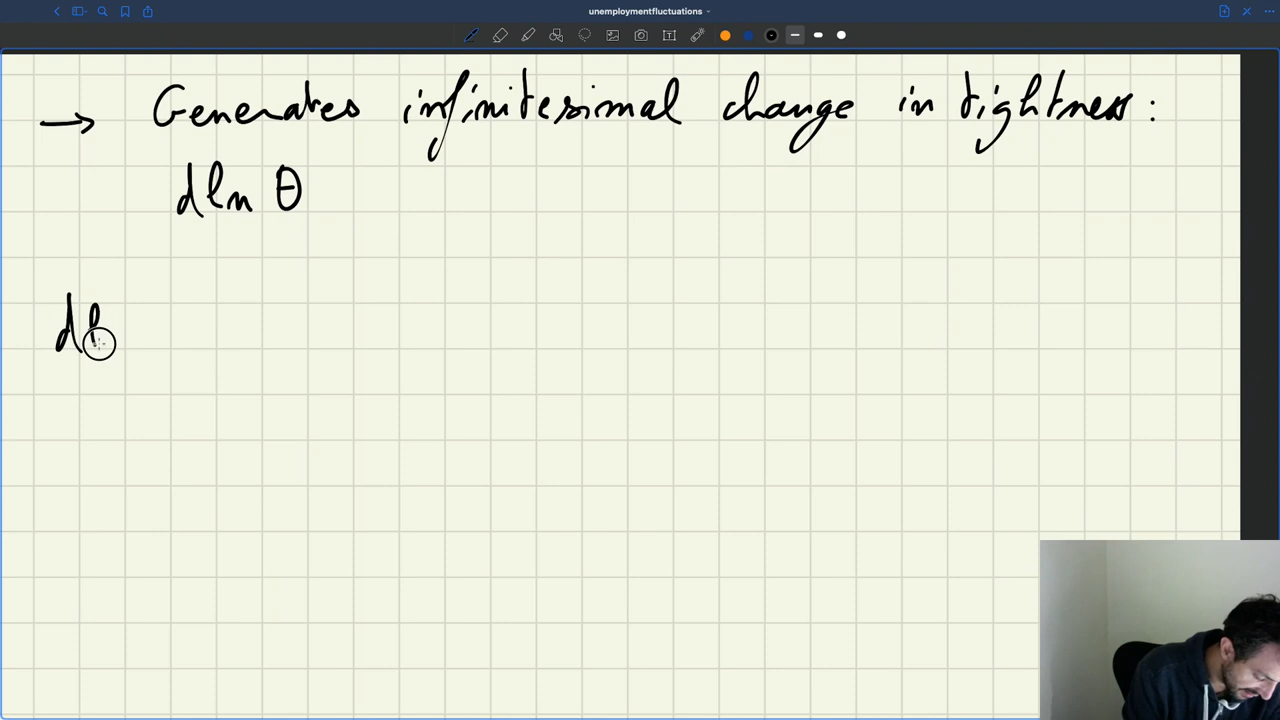 unemploymentfluctuations
→ Generates infinitesimal change in tightness:
dln θ
dl